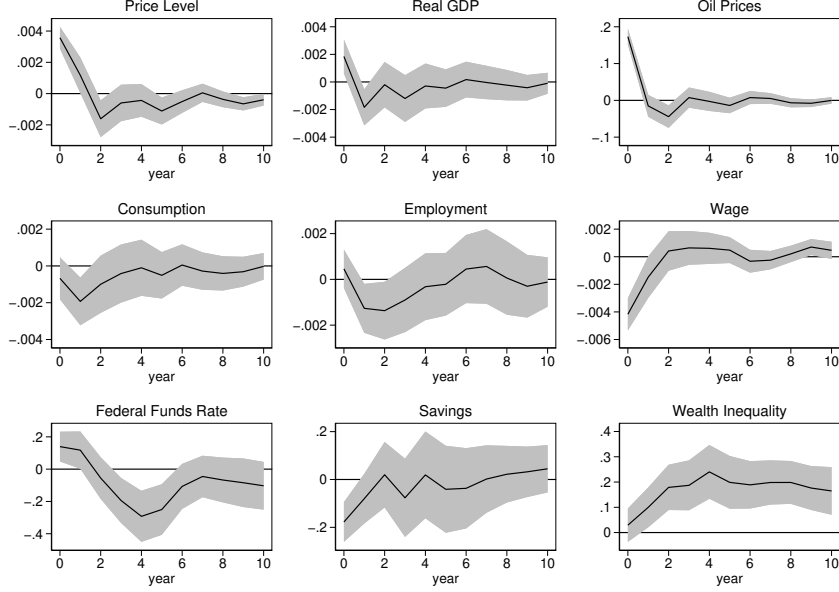 Price Level
.004
.002
0
−.002
0 2 4 6 8 10
year
Real GDP
.004
.002
0
−.002
−.004
0 2 4 6 8 10
year
Oil Prices
.2
.1
0
−.1
0 2 4 6 8 10
year
Consumption
.002
0
−.002
−.004
0 2 4 6 8 10
year
Employment
.002
0
−.002
0 2 4 6 8 10
year
Wage
.002
0
−.002
−.004
−.006
0 2 4 6 8 10
year
Federal Funds Rate
.2
0
−.2
−.4
0 2 4 6 8 10
year
Savings
.2
0
−.2
0 2 4 6 8 10
year
Wealth Inequality
.4
.3
.2
.1
0
0 2 4 6 8 10
year